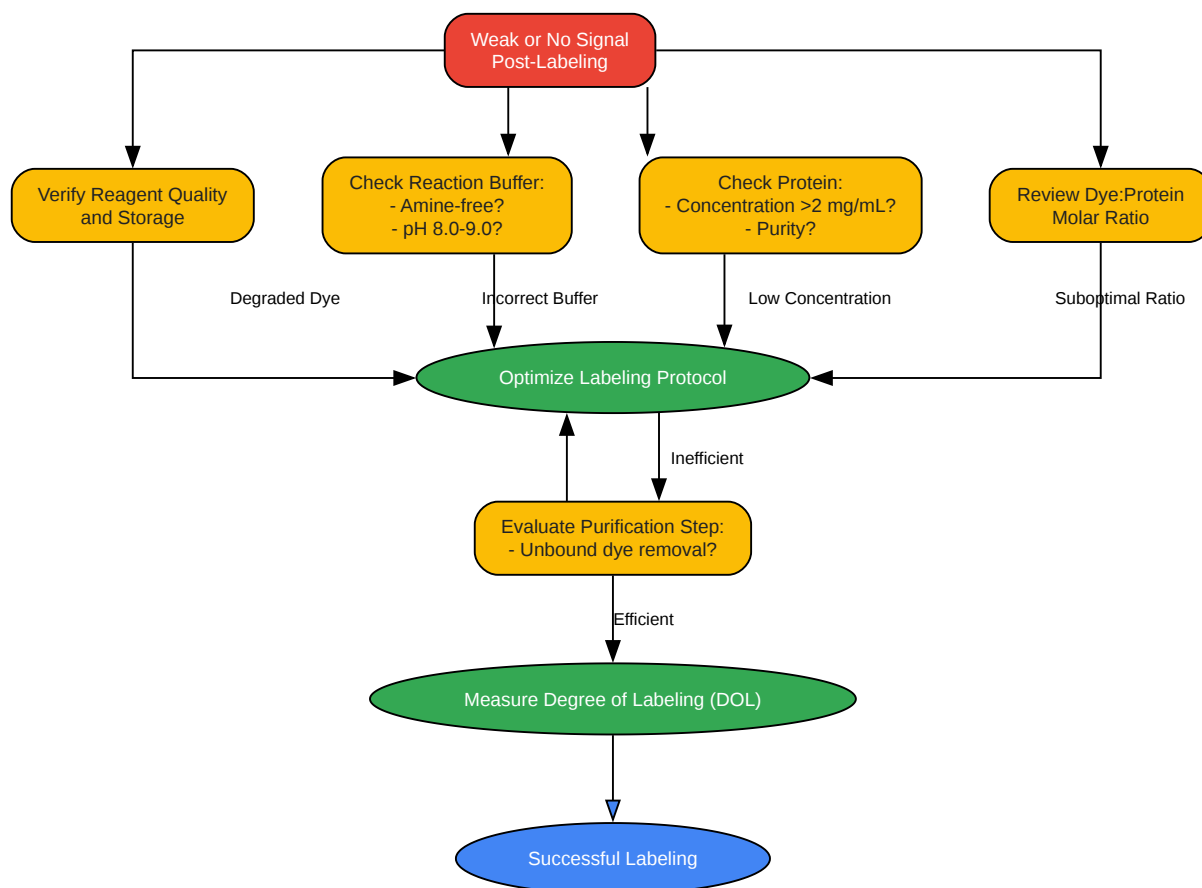 Weak or No Signal
Post-Labeling
Verify Reagent Quality
and Storage
Check Reaction Buffer:
- Amine-free?
- pH 8.0-9.0?
Check Protein:
- Concentration >2 mg/mL?
- Purity?
Review Dye:Protein
Molar Ratio
Degraded Dye
Incorrect Buffer
Low Concentration
Suboptimal Ratio
Optimize Labeling Protocol
Inefficient
Evaluate Purification Step:
- Unbound dye removal?
Efficient
Measure Degree of Labeling (DOL)
Successful Labeling